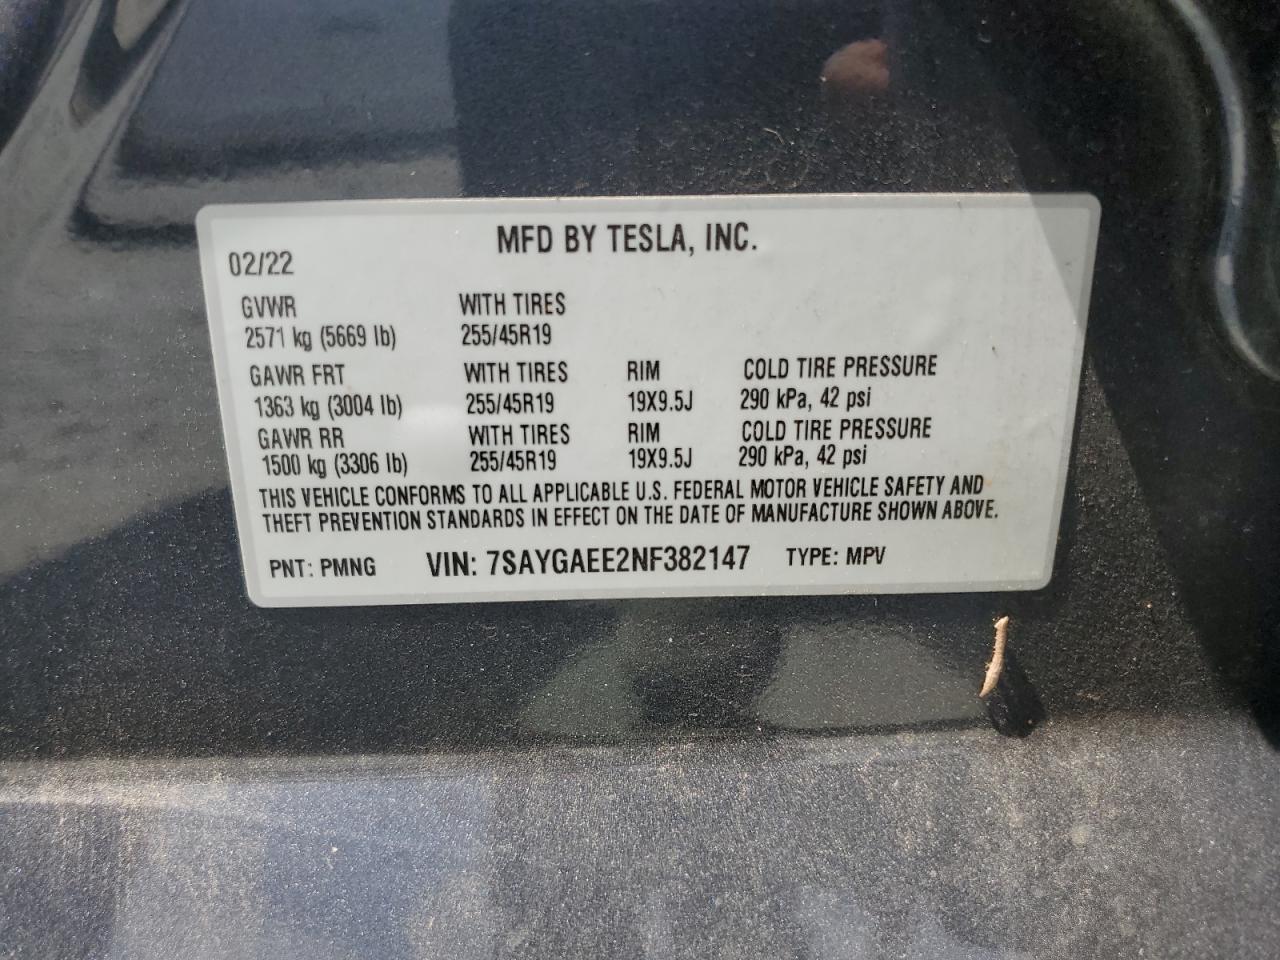 MFD BY TESLA, INC.
02/22
GVWR WITH TIRES
2571 kg (5669 lb) 255/45R19
GAWR FRT WITH TIRES RIM COLD TIRE PRESSURE
1363 kg (3004 lb) 255/45R19 19X9.5J 290 kPa, 42 psi
GAWR RR WITH TIRES RIM COLD TIRE PRESSURE
1500 kg (3306 lb) 255/45R19 19X9.5J 290 kPa, 42 psi
THIS VEHICLE CONFORMS TO ALL APPLICABLE U.S. FEDERAL MOTOR VEHICLE SAFETY AND
THEFT PREVENTION STANDARDS IN EFFECT ON THE DATE OF MANUFACTURE SHOWN ABOVE.
PNT: PMNG VIN: 7SAYGAEE2NF382147 TYPE: MPV